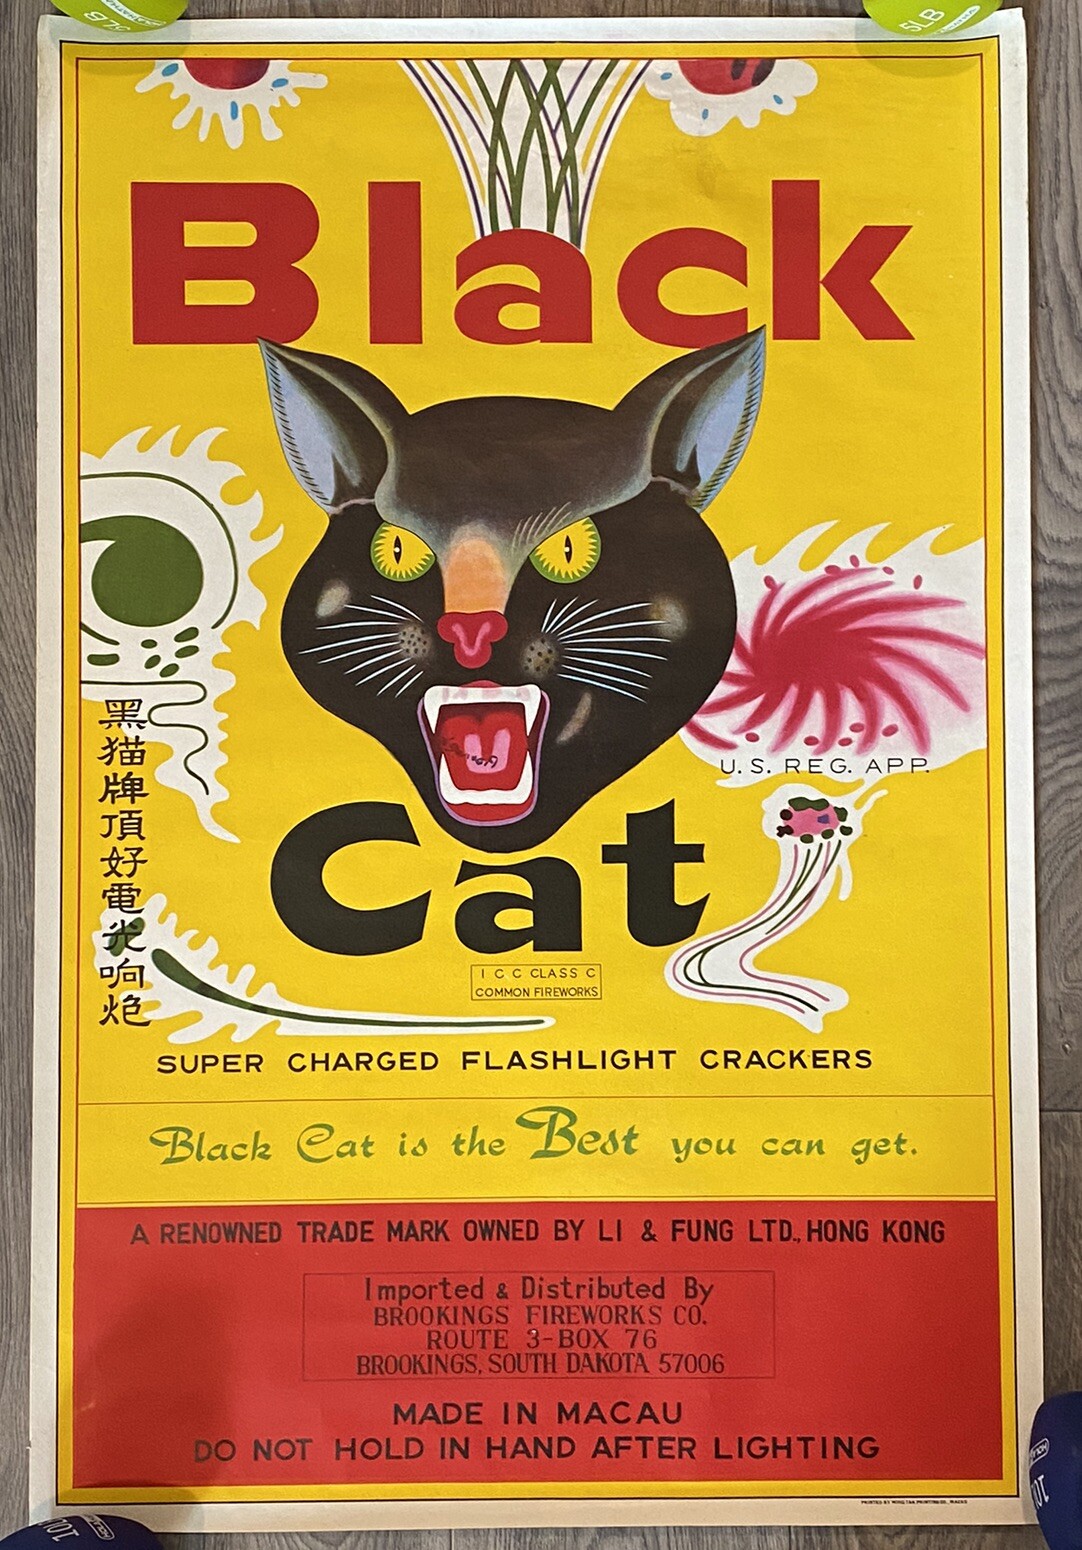 5LB
5LB
Black
Cat
U.S. REG. APP.
黑猫牌頂好電光响炮
I C C CLASS C
COMMON FIREWORKS
SUPER CHARGED FLASHLIGHT CRACKERS
Black Cat is the Best you can get.
A RENOWNED TRADE MARK OWNED BY LI & FUNG LTD., HONG KONG
Imported & Distributed By
BROOKINGS FIREWORKS CO.
ROUTE 3-BOX 76
BROOKINGS, SOUTH DAKOTA 57006
MADE IN MACAU
DO NOT HOLD IN HAND AFTER LIGHTING